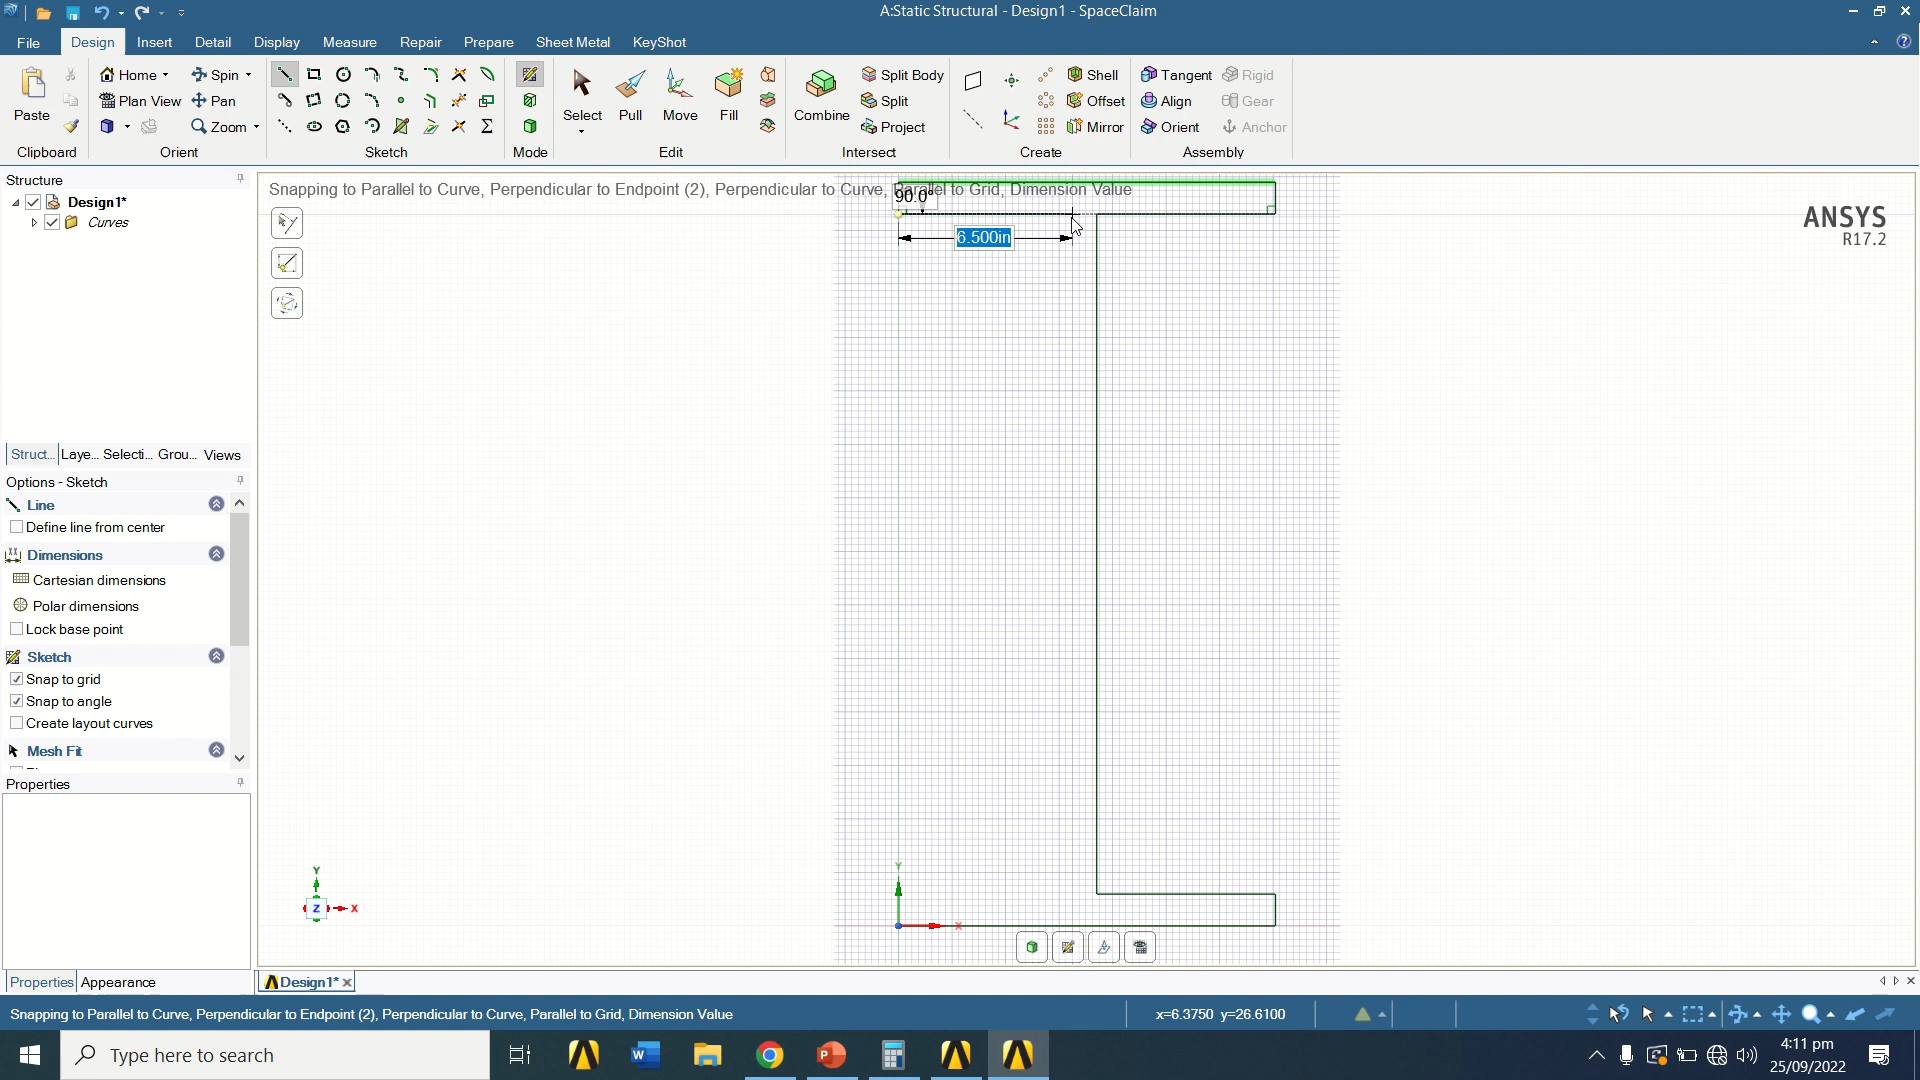 A:Static Structural - Design1 - SpaceClaim
File Design Insert Detail Display Measure Repair Prepare Sheet Metal KeyShot
Paste
Clipboard
Home Spin
Plan View Pan
Zoom
Orient
Sketch
Mode
Select Pull Move Fill
Edit
Combine
Split Body
Split
Project
Intersect
Shell
Offset
Mirror
Create
Tangent Rigid
Align Gear
Orient Anchor
Assembly
Structure
Design1*
Curves
Struct... Laye... Selecti... Grou... Views
Options - Sketch
Line
Define line from center
Dimensions
Cartesian dimensions
Polar dimensions
Lock base point
Sketch
Snap to grid
Snap to angle
Create layout curves
Mesh Fit
Properties
Properties Appearance
Snapping to Parallel to Curve, Perpendicular to Endpoint (2), Perpendicular to Curve, Parallel to Grid, Dimension Value
90.0°
6.500in
ANSYS
R17.2
Y
Z X
Y
X
Design1*
Snapping to Parallel to Curve, Perpendicular to Endpoint (2), Perpendicular to Curve, Parallel to Grid, Dimension Value
x=6.3750 y=26.6100
Type here to search
4:11 pm
25/09/2022